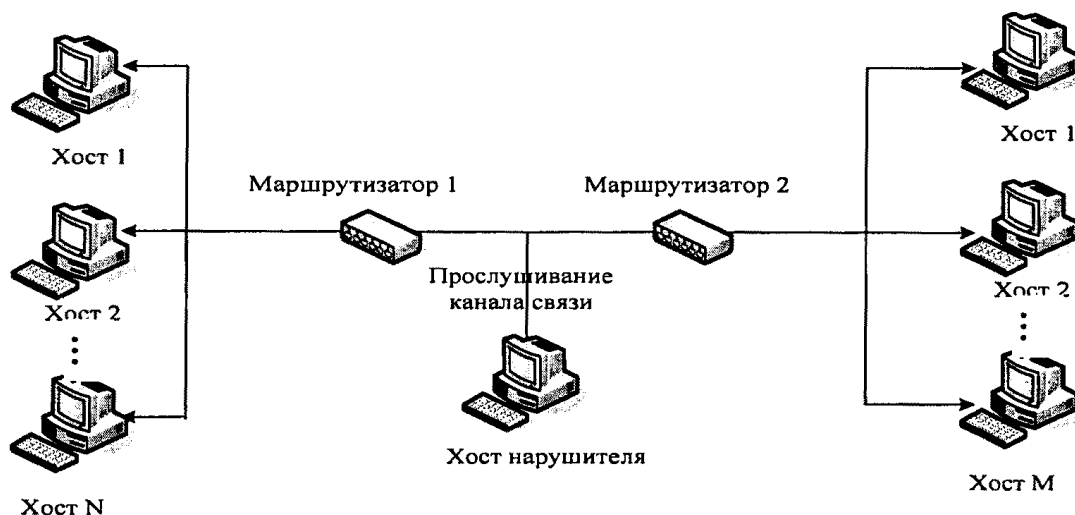 Хост 1
Хост 1
Маршрутизатор 1
Маршрутизатор 2
Хост 2
Прослушивание
канала связи
Хост 2
Хост нарушителя
Хост N
Хост M